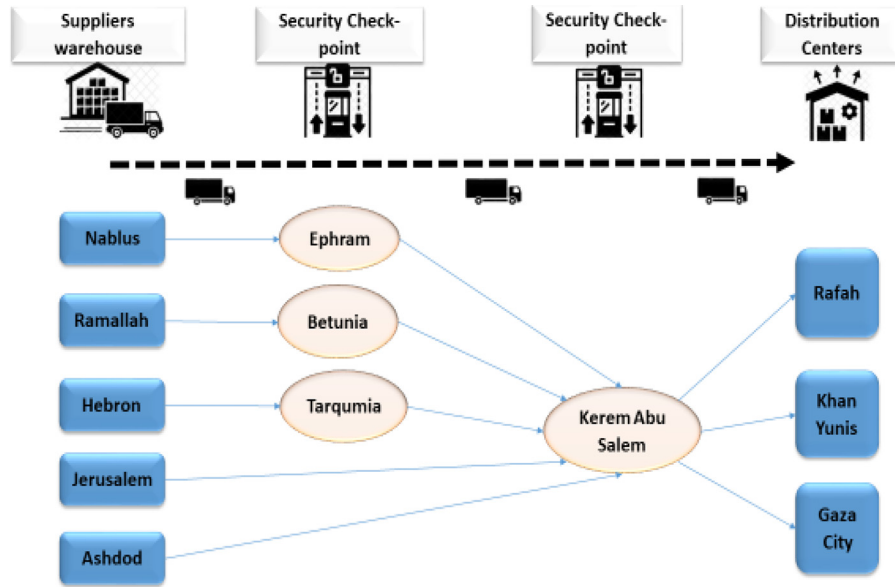 Suppliers
warehouse
Security Check-
point
Security Check-
point
Distribution
Centers
Nablus
Ephram
Ramallah
Betunia
Rafah
Hebron
Tarqumia
Kerem Abu
Salem
Khan
Yunis
Jerusalem
Gaza
City
Ashdod